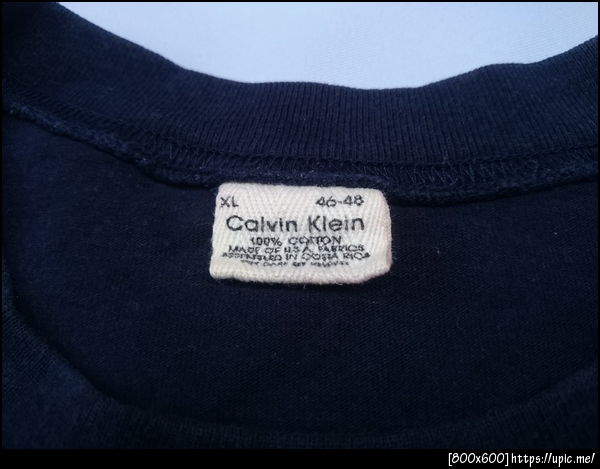 XL 46-48
Calvin Klein
100% COTTON
MADE OF U.S.A. FABRICS
ASSEMBLED IN COSTA RICA
[800x600]https://upic.me/